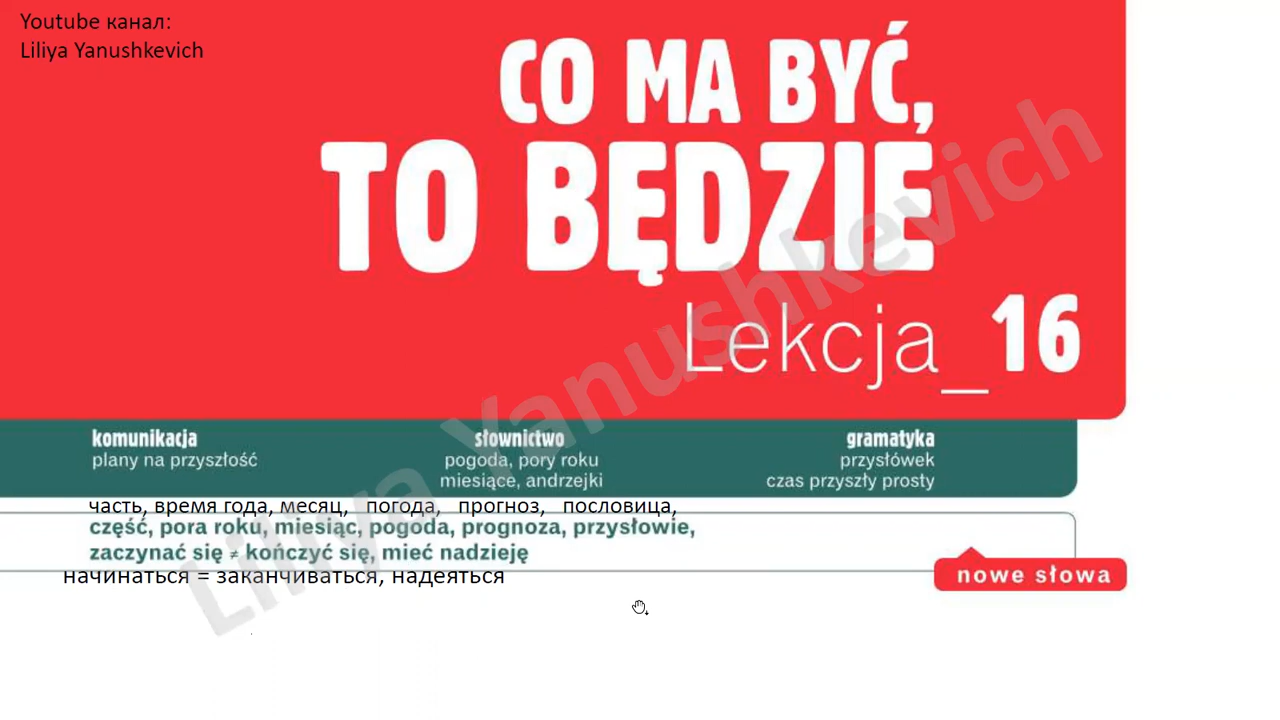 Youtube канал:
Liliya Yanushkevich
CO MA BYĆ,
TO BĘDZIE
Lekcja_16
komunikacja
plany na przyszłość
słownictwo
pogoda, pory roku
miesiące, andrzejki
gramatyka
przysłówek
czas przyszły prosty
часть, время года, месяц, погода, прогноз, пословица,
część, pora roku, miesiąc, pogoda, prognoza, przysłowie,
zaczynać się ≠ kończyć się, mieć nadzieję
начинаться = заканчиваться, надеяться
nowe słowa
Liliya Yanushkevich